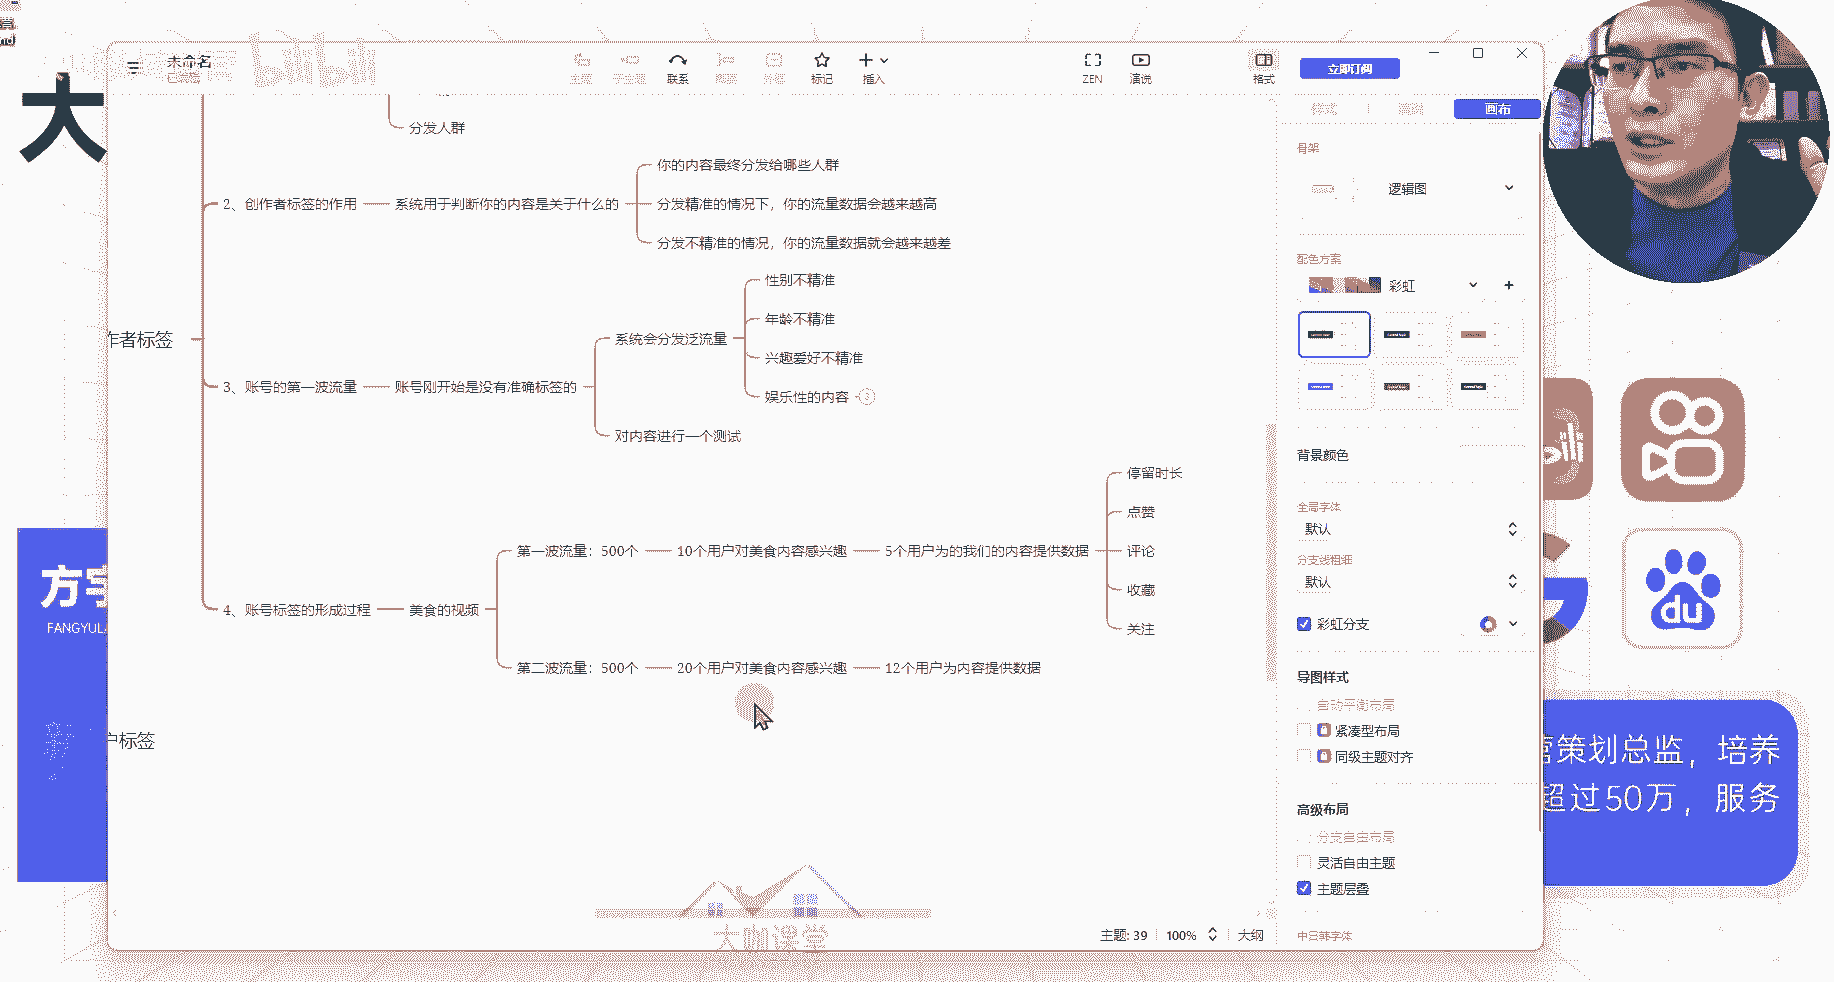 大
未命名
bilibili
主题
子主题
联系
概要
外框
标记
插入
ZEN
演说
格式
立即订阅
画布
分发人群
2、创作者标签的作用
系统用于判断你的内容是关于什么的
你的内容最终分发给哪些人群
分发精准的情况下，你的流量数据会越来越高
分发不精准的情况，你的流量数据就会越来越差
作者标签
3、账号的第一波流量
账号刚开始是没有准确标签的
系统会分发泛流量
性别不精准
年龄不精准
兴趣爱好不精准
娱乐性的内容
对内容进行一个测试
4、账号标签的形成过程
美食的视频
第一波流量：500个
10个用户对美食内容感兴趣
5个用户为的我们的内容提供数据
停留时长
点赞
评论
收藏
关注
第二波流量：500个
20个用户对美食内容感兴趣
12个用户为内容提供数据
户标签
骨架
逻辑图
配色方案
彩虹
背景颜色
全局字体
默认
分支线粗细
默认
彩虹分支
导图样式
自动平衡布局
紧凑型布局
同级主题对齐
高级布局
分支自由布局
灵活自由主题
主题层叠
中日韩字体
主题: 39
100%
大纲
大咖课堂
方宇
FANGYULA
du
营策划总监，培养
超过50万，服务